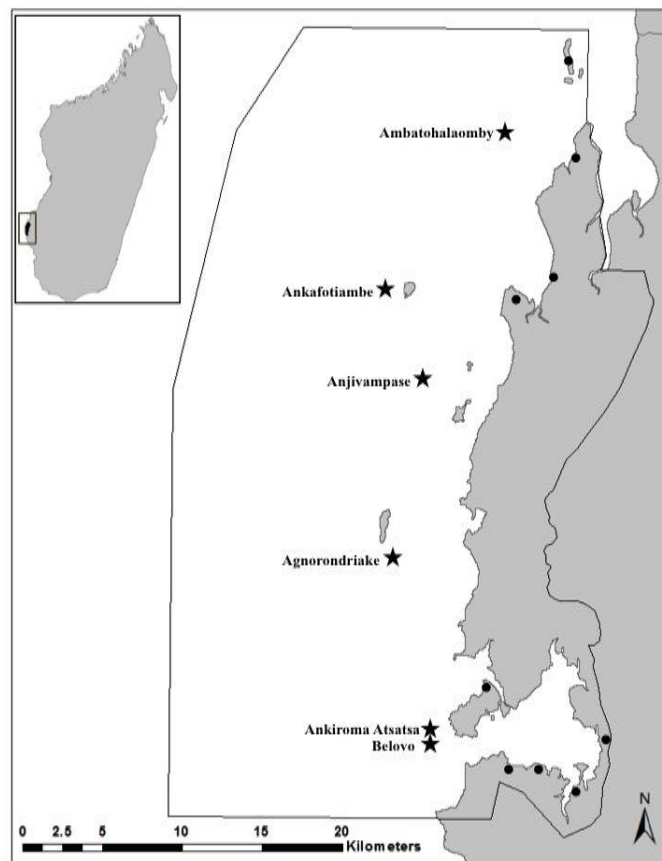 Ambatohalaomby
Ankafotiambe
Anjivampase
Agnorondriake
Ankiroma Atsatsa
Belovo
N
0 2.5 5 10 15 20
Kilometers